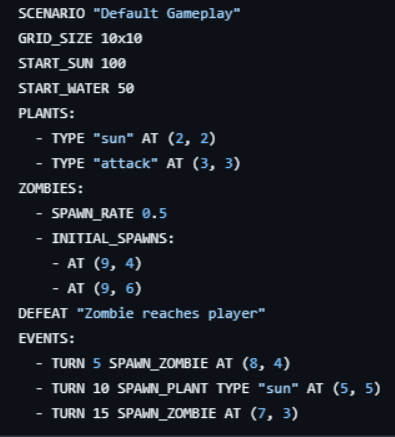 SCENARIO "Default Gameplay"
GRID_SIZE 10x10
START_SUN 100
START_WATER 50
PLANTS:
- TYPE "sun" AT (2, 2)
- TYPE "attack" AT (3, 3)
ZOMBIES:
- SPAWN_RATE 0.5
- INITIAL_SPAWNS:
- AT (9, 4)
- AT (9, 6)
DEFEAT "Zombie reaches player"
EVENTS:
- TURN 5 SPAWN_ZOMBIE AT (8, 4)
- TURN 10 SPAWN_PLANT TYPE "sun" AT (5, 5)
- TURN 15 SPAWN_ZOMBIE AT (7, 3)